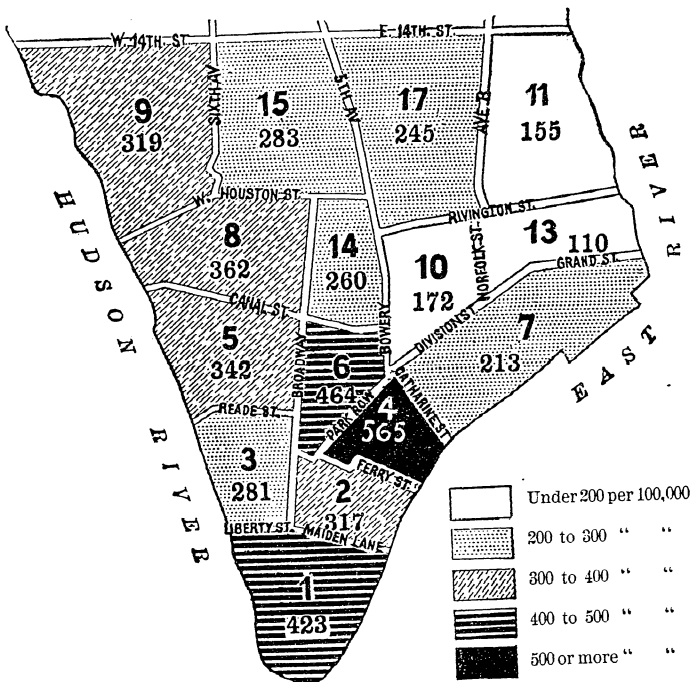 W. 14TH. ST
E. 14TH. ST.
SIXTH AV
5TH. AV
AVE B
9
319
15
283
17
245
11
155
HUDSON RIVER
EAST RIVER
W. HOUSTON ST.
RIVINGTON ST.
NORFOLK ST.
8
362
14
260
10
172
13
110
GRAND ST.
CANAL ST.
BROADWAY
BOWERY
DIVISION ST.
7
213
5
342
6
464
PARK ROW
CATHARINE ST.
4
565
READE ST.
FERRY ST.
3
281
2
317
LIBERTY ST.
MAIDEN LANE
1
423
Under 200 per 100,000
200 to 300 “ “
300 to 400 “ “
400 to 500 “ “
500 or more “ “